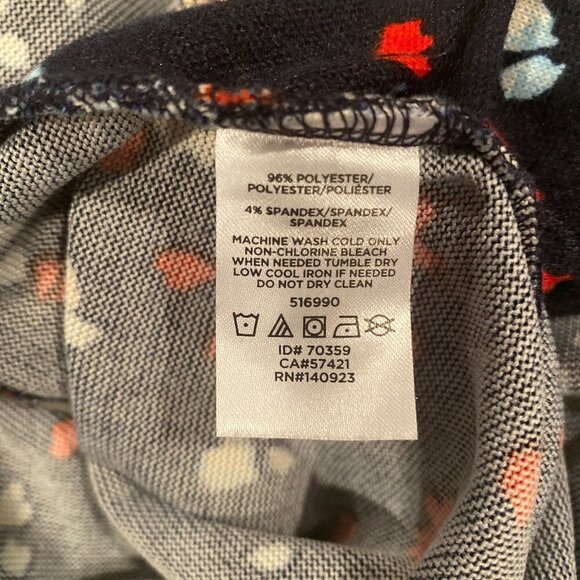 96% POLYESTER/
POLYESTER/POLIÉSTER
4% SPANDEX/SPANDEX/
SPANDEX
MACHINE WASH COLD ONLY
NON-CHLORINE BLEACH
WHEN NEEDED TUMBLE DRY
LOW COOL IRON IF NEEDED
DO NOT DRY CLEAN
516990
ID# 70359
CA#57421
RN#140923